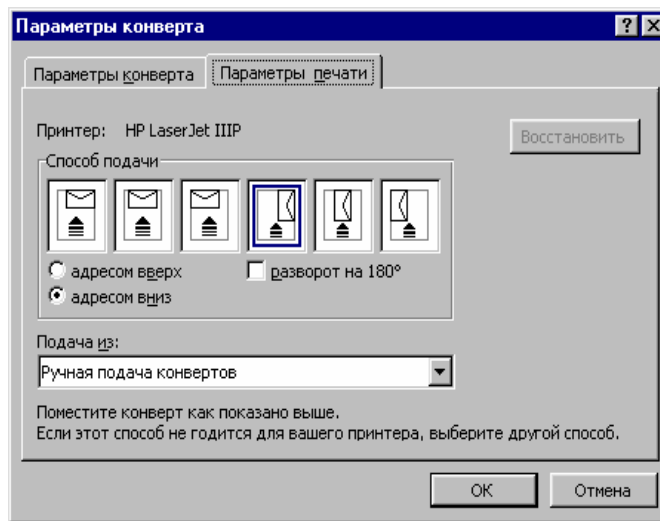 Параметры конверта
Параметры конверта Параметры печати
Принтер: HP LaserJet IIIP Восстановить
Способ подачи
адресом вверх разворот на 180°
адресом вниз
Подача из:
Ручная подача конвертов
Поместите конверт как показано выше.
Если этот способ не годится для вашего принтера, выберите другой способ.
ОК Отмена